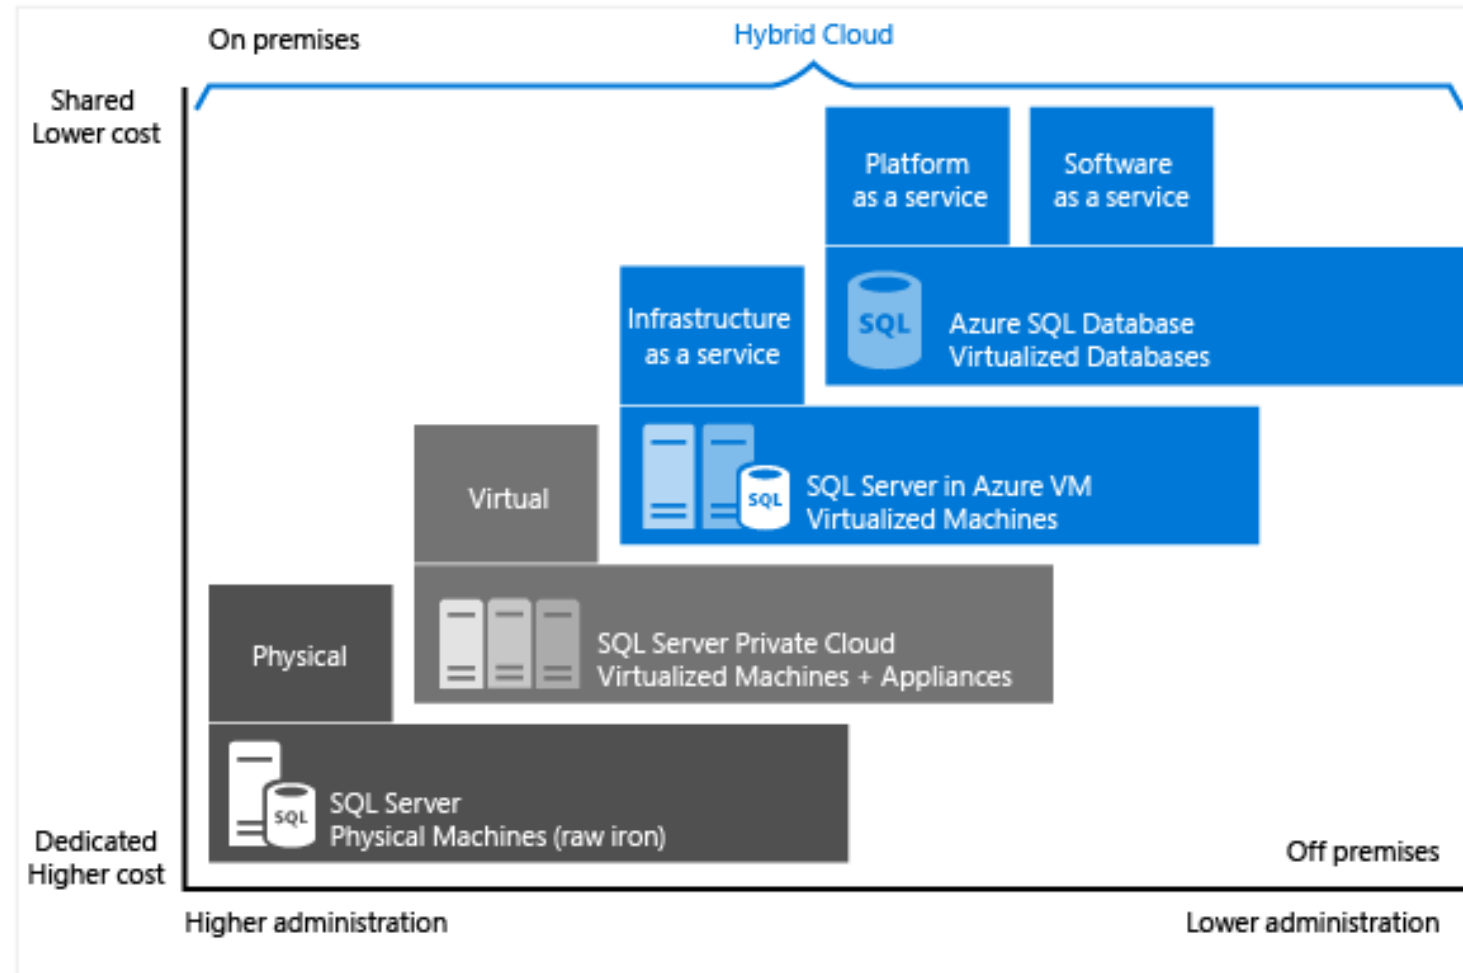 On premises
Hybrid Cloud
Shared
Lower cost
Platform
as a service
Software
as a service
SQL
Azure SQL Database
Virtualized Databases
Infrastructure
as a service
SQL
SQL Server in Azure VM
Virtualized Machines
Virtual
SQL Server Private Cloud
Virtualized Machines + Appliances
Physical
SQL
SQL Server
Physical Machines (raw iron)
Dedicated
Higher cost
Off premises
Higher administration
Lower administration